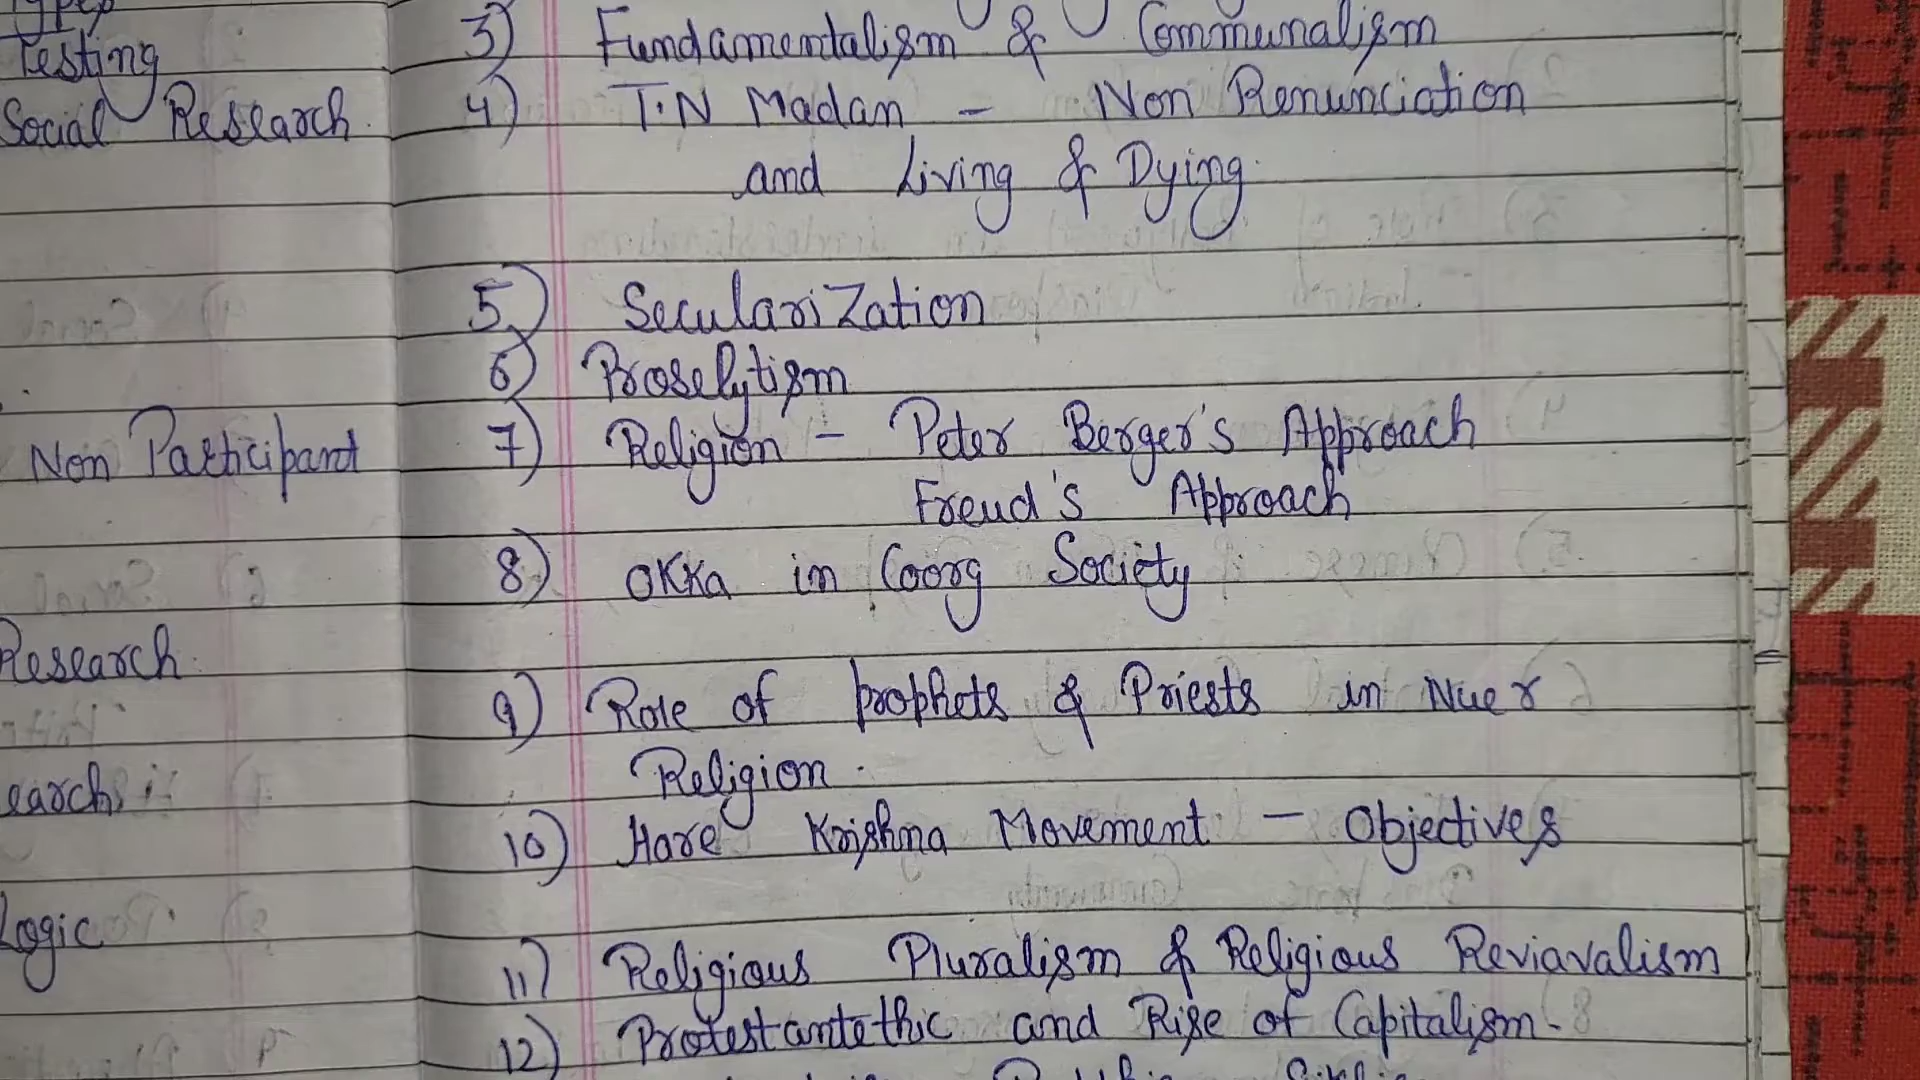 Types
Testing
Social Research.
Non Participant
Research.
earch
Logic
3) Fundamentalism & Communalism
4) T.N Madan - Non Renunciation
and Living & Dying.
5) SeculariZation
6) Proselytism
7) Religion - Peter Berger's Approach
Freud's Approach
8) OKKa in Coorg Society
9) Role of prophets & Priests in Nuer
Religion.
10) Hare Krishna Movement - Objectives
11) Religious Pluralism & Religious Reviavalism
12) Protestantethic and Rise of Capitalism-